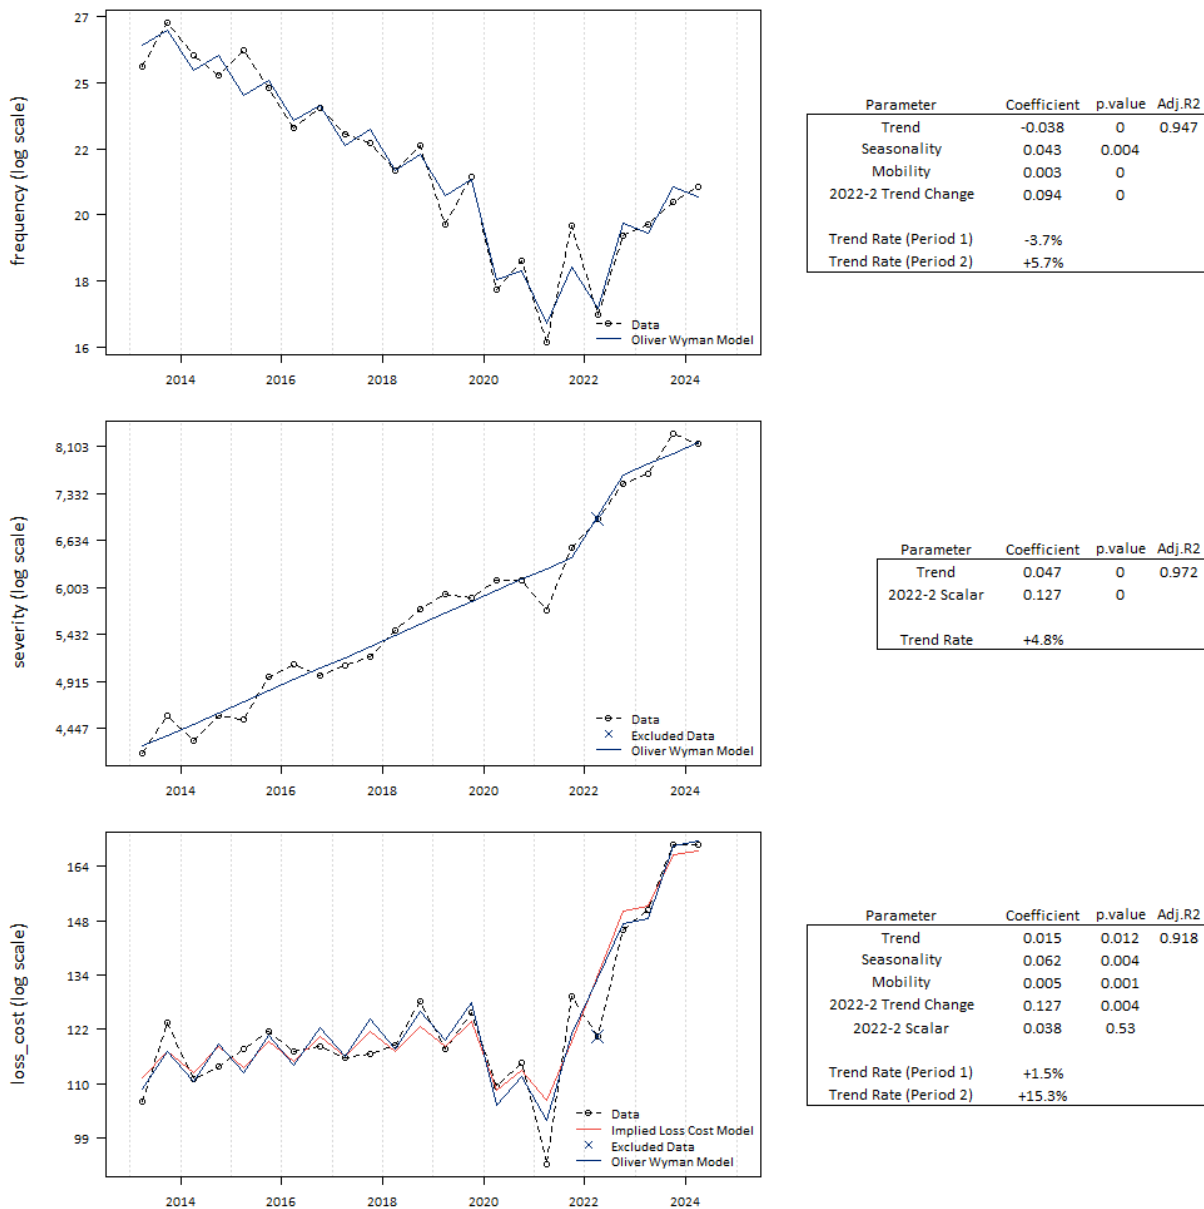 frequency (log scale)
27
25
22
20
18
16
Data
Oliver Wyman Model
2014 2016 2018 2020 2022 2024
Parameter Coefficient p.value Adj.R2
Trend -0.038 0 0.947
Seasonality 0.043 0.004
Mobility 0.003 0
2022-2 Trend Change 0.094 0
Trend Rate (Period 1) -3.7%
Trend Rate (Period 2) +5.7%
severity (log scale)
8,103
7,332
6,634
6,003
5,432
4,915
4,447
Data
Excluded Data
Oliver Wyman Model
2014 2016 2018 2020 2022 2024
Parameter Coefficient p.value Adj.R2
Trend 0.047 0 0.972
2022-2 Scalar 0.127 0
Trend Rate +4.8%
loss_cost (log scale)
164
148
134
122
110
99
Data
Implied Loss Cost Model
Excluded Data
Oliver Wyman Model
2014 2016 2018 2020 2022 2024
Parameter Coefficient p.value Adj.R2
Trend 0.015 0.012 0.918
Seasonality 0.062 0.004
Mobility 0.005 0.001
2022-2 Trend Change 0.127 0.004
2022-2 Scalar 0.038 0.53
Trend Rate (Period 1) +1.5%
Trend Rate (Period 2) +15.3%